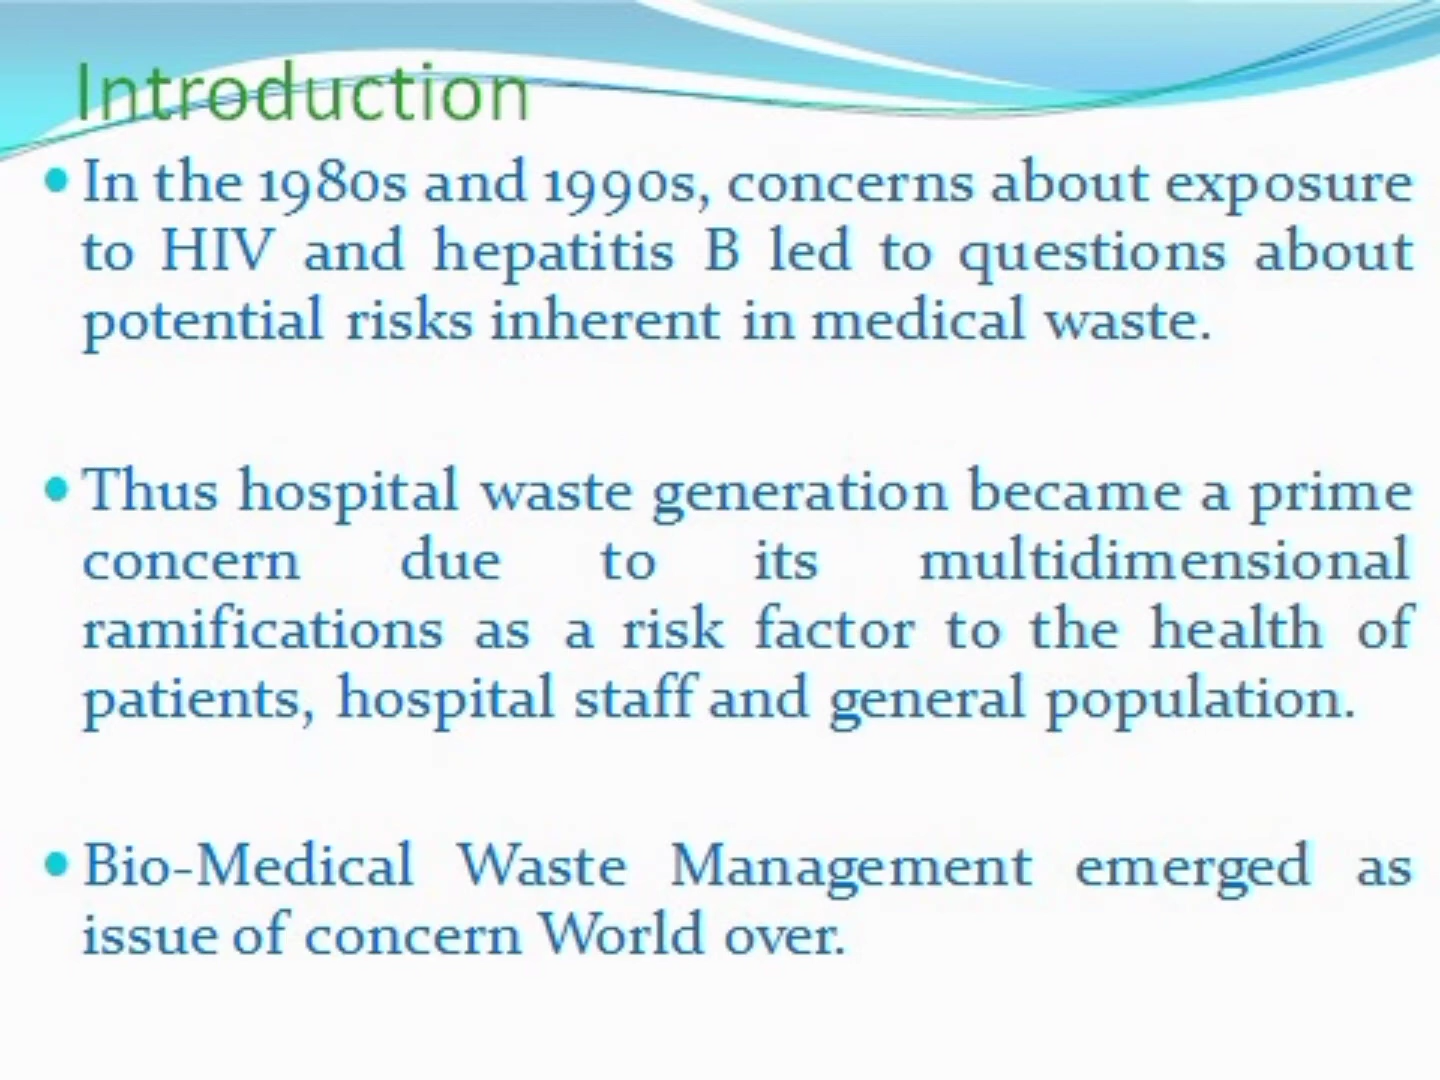 Introduction
In the 1980s and 1990s, concerns about exposure
to HIV and hepatitis B led to questions about
potential risks inherent in medical waste.
Thus hospital waste generation became a prime
concern due to its multidimensional
ramifications as a risk factor to the health of
patients, hospital staff and general population.
Bio-Medical Waste Management emerged as
issue of concern World over.